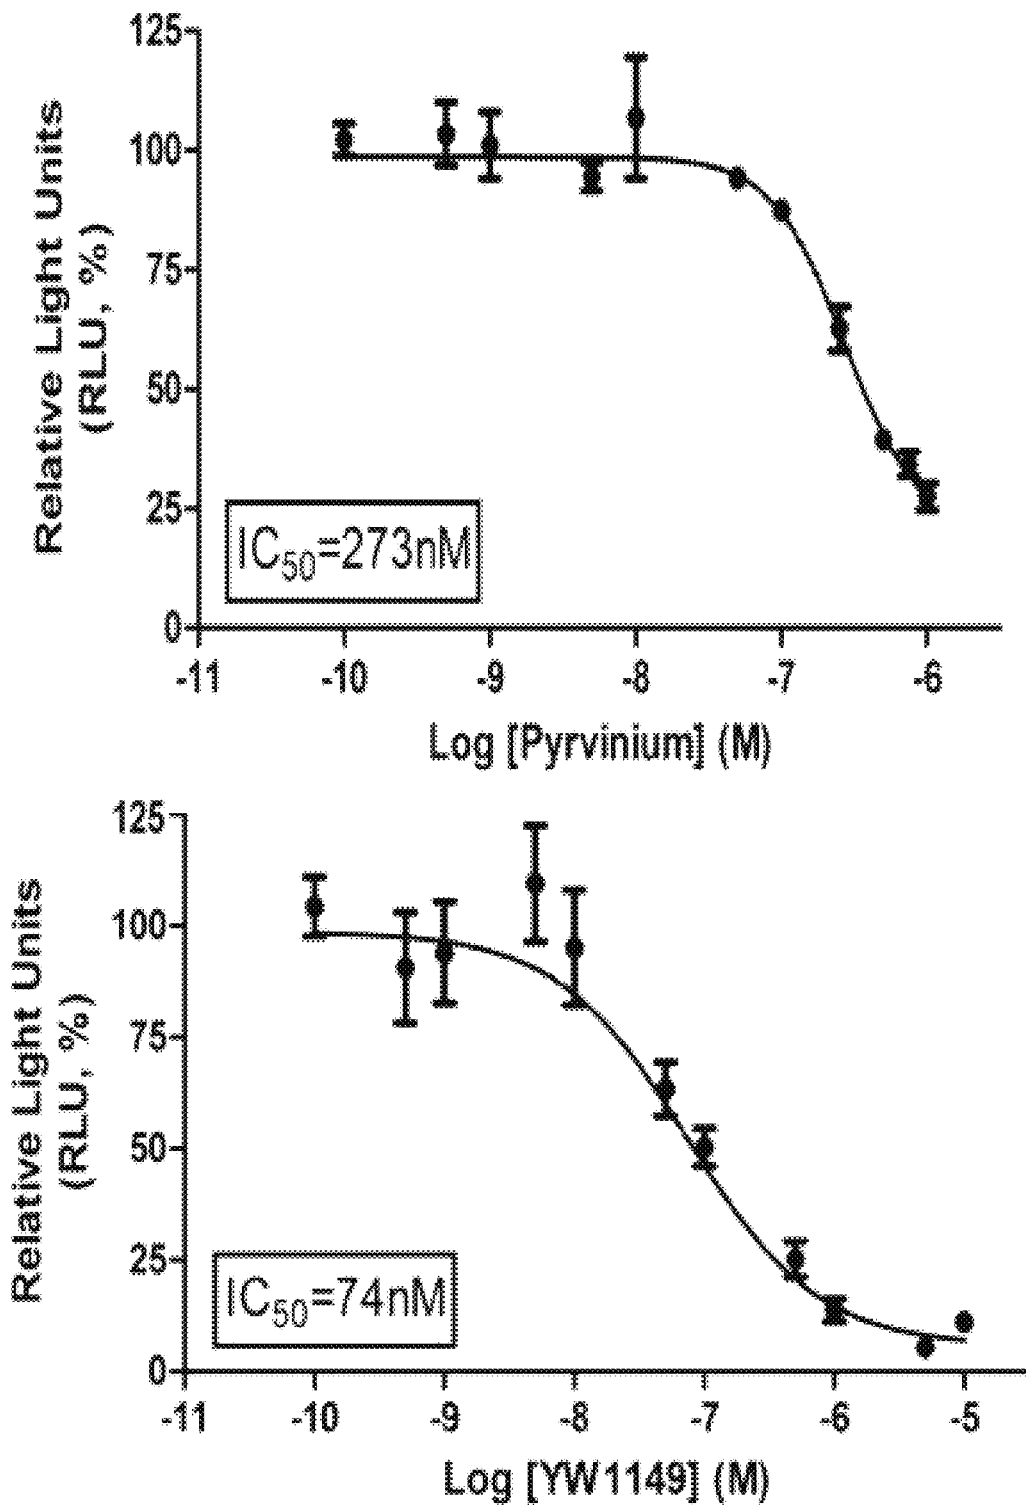 125
100
75
50
25
0
Relative Light Units
(RLU, %)
IC50=273nM
-11 -10 -9 -8 -7 -6
Log [Pyrvinium] (M)
125
100
75
50
25
0
Relative Light Units
(RLU, %)
IC50=74nM
-11 -10 -9 -8 -7 -6 -5
Log [YW1149] (M)